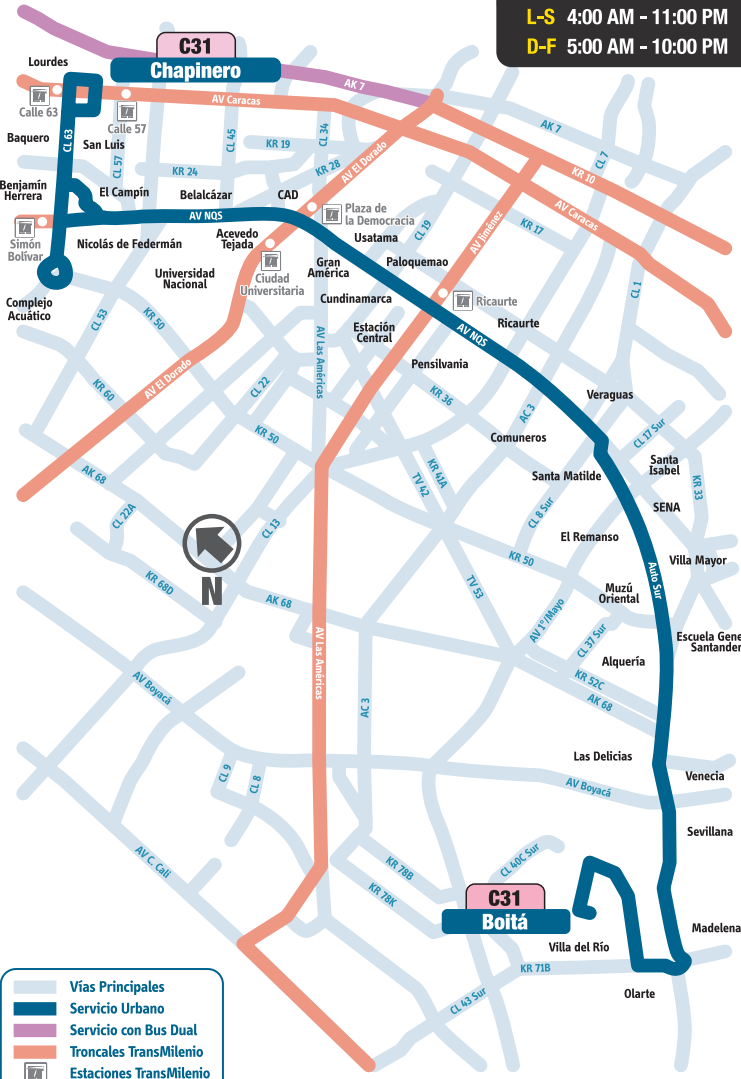 L-S 4:00 AM - 11:00 PM
D-F 5:00 AM - 10:00 PM
C31
Chapinero
Lourdes
AK 7
AV Caracas
Calle 63
Calle 57
Baquero
CL 63
San Luis
CL 57
CL 45
KR 19
CL 34
AK 7
CL 7
KR 10
KR 24
KR 28
AV El Dorado
Benjamín
Herrera
El Campín
Belalcázar
CAD
AV NQS
Plaza de
la Democracia
CL 19
AV Jiménez
KR 17
AV Caracas
Simón
Bolívar
Nicolás de Federmán
Acevedo
Tejada
Usatama
Paloquemao
Universidad
Nacional
Ciudad
Universitaria
Gran
América
Cundinamarca
CL 1
Complejo
Acuático
CL 53
KR 50
Estación
Central
Ricaurte
Ricaurte
AV NQS
AV Las Américas
Pensilvania
KR 60
AV El Dorado
CL 22
KR 36
AC 3
Veraguas
KR 50
Comuneros
CL 17 Sur
AK 68
KR 41A
TV 42
Santa Matilde
Santa
Isabel
KR 33
CL 22A
CL 13
CL 8 Sur
SENA
El Remanso
N
KR 68D
KR 50
Villa Mayor
Auto Sur
AK 68
TV 53
Muzú
Oriental
AV 1°/Mayo
CL 37 Sur
Escuela Gene
Santander
AV Las Américas
Alquería
KR 52C
AK 68
AV Boyacá
AC 3
Las Delicias
Venecia
CL 9
CL 8
AV Boyacá
Sevillana
AV C. Cali
KR 78B
CL 40C Sur
KR 78K
C31
Boitá
Madelena
Villa del Río
KR 71B
Olarte
CL 43 Sur
Vías Principales
Servicio Urbano
Servicio con Bus Dual
Troncales TransMilenio
Estaciones TransMilenio